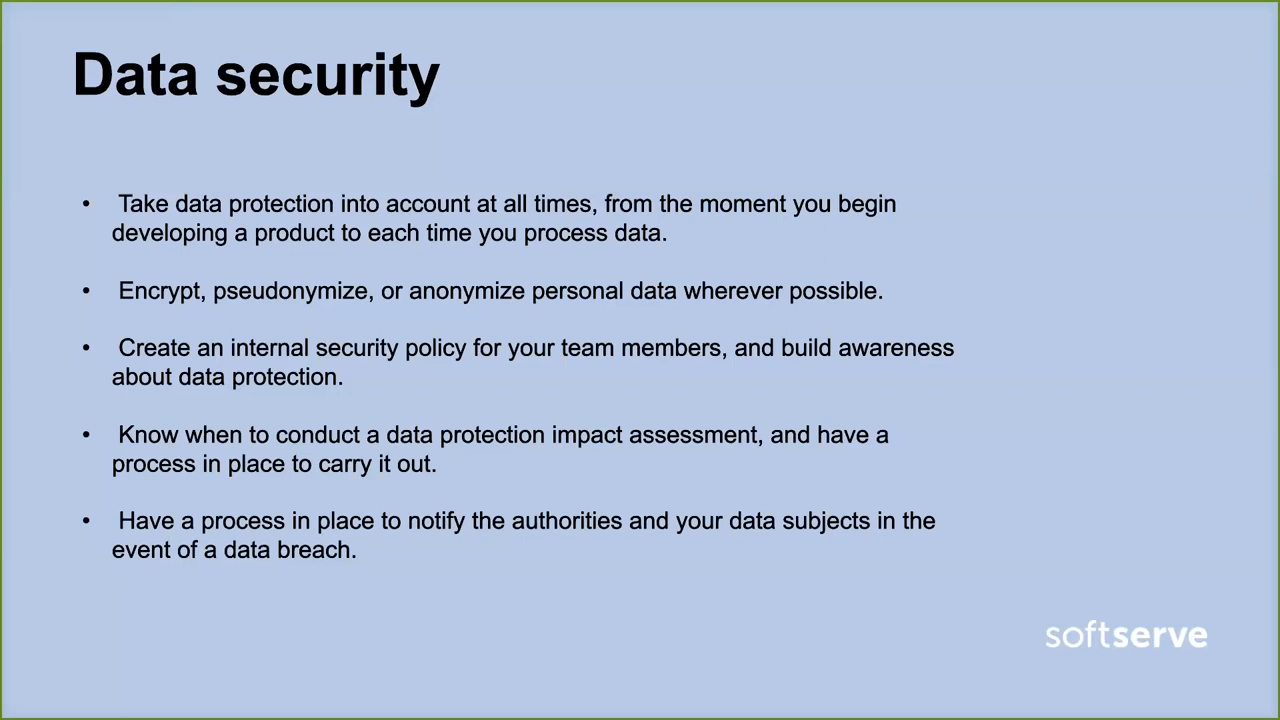 Data security
• Take data protection into account at all times, from the moment you begin
developing a product to each time you process data.
• Encrypt, pseudonymize, or anonymize personal data wherever possible.
• Create an internal security policy for your team members, and build awareness
about data protection.
• Know when to conduct a data protection impact assessment, and have a
process in place to carry it out.
• Have a process in place to notify the authorities and your data subjects in the
event of a data breach.
softserve